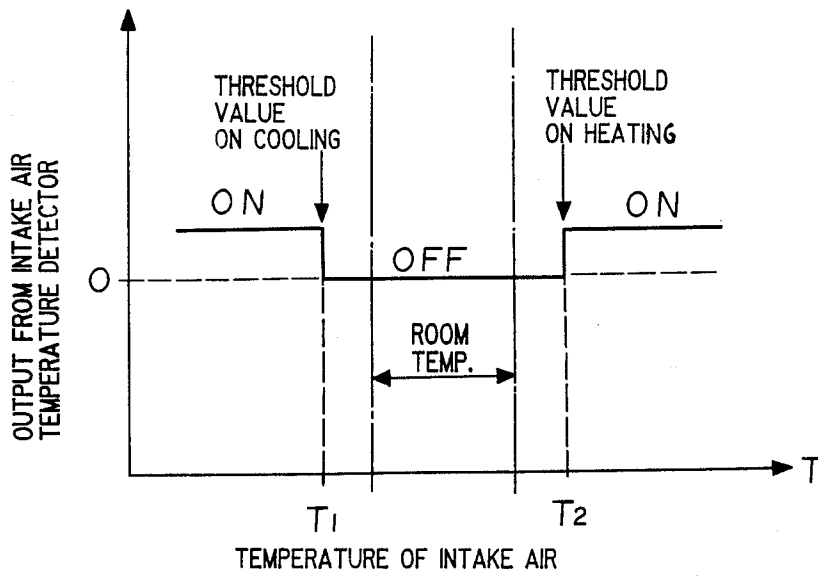 THRESHOLD
VALUE
ON COOLING
THRESHOLD
VALUE
ON HEATING
ON
ON
OFF
O
ROOM
TEMP.
OUTPUT FROM INTAKE AIR
TEMPERATURE DETECTOR
T
T1
T2
TEMPERATURE OF INTAKE AIR